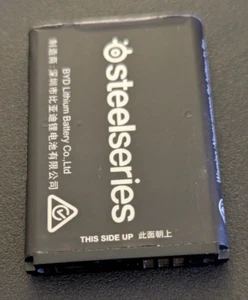 steelseries
BYD Lithium Battery Co.,Ltd
制造商:深圳市比亚迪锂电池有限公司
THIS SIDE UP 此面朝上